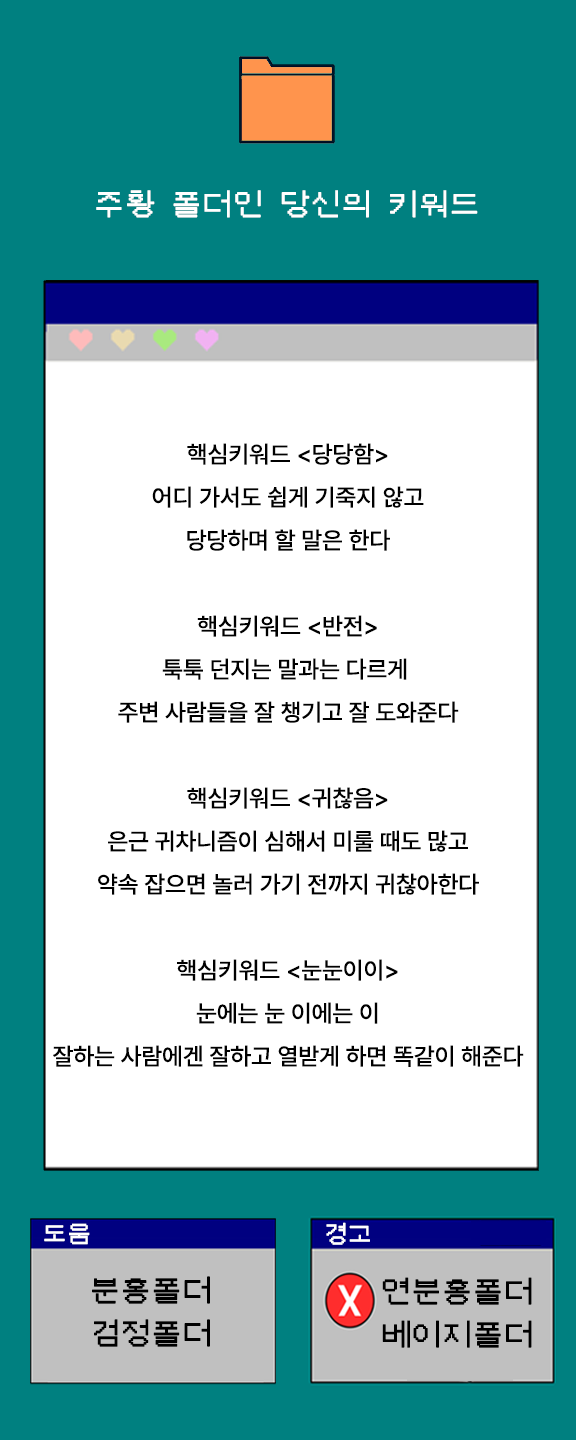 주황 폴더인 당신의 키워드
핵심키워드 <당당함>
어디 가서도 쉽게 기죽지 않고
당당하며 할 말은 한다
핵심키워드 <반전>
툭툭 던지는 말과는 다르게
주변 사람들을 잘 챙기고 잘 도와준다
핵심키워드 <귀찮음>
은근 귀차니즘이 심해서 미룰 때도 많고
약속 잡으면 놀러 가기 전까지 귀찮아한다
핵심키워드 <눈눈이이>
눈에는 눈 이에는 이
잘하는 사람에겐 잘하고 열받게 하면 똑같이 해준다
도움
분홍폴더
검정폴더
경고
X
연분홍폴더
베이지폴더